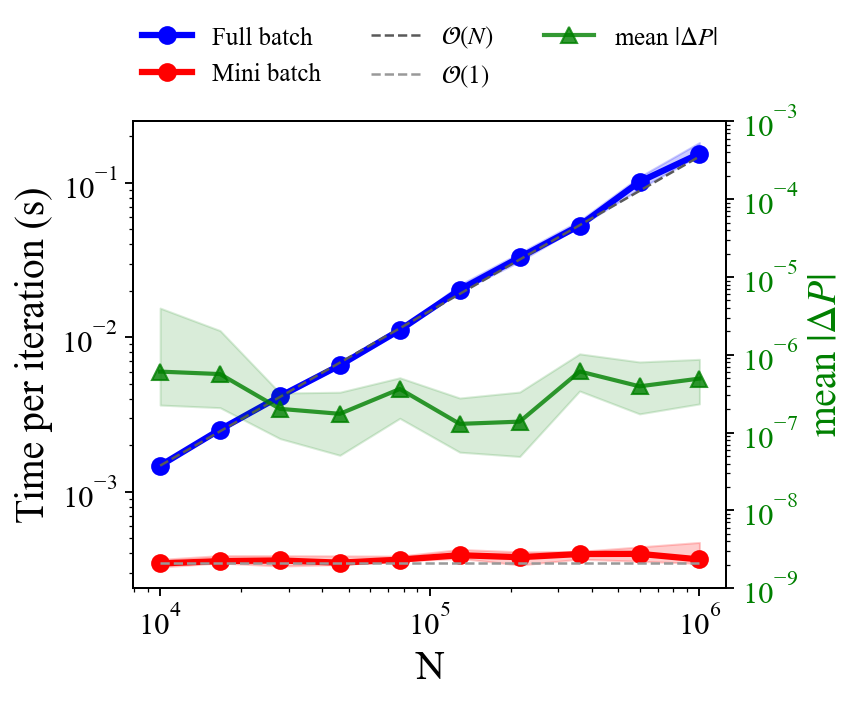 Full batch
Mini batch
𝒪(N)
𝒪(1)
mean |ΔP|
Time per iteration (s)
10⁻¹
10⁻²
10⁻³
10⁻³
10⁻⁴
10⁻⁵
10⁻⁶
10⁻⁷
10⁻⁸
10⁻⁹
mean |ΔP|
10⁴ 10⁵ 10⁶
N